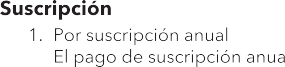 Suscripción
1. Por suscripción anual
El pago de suscripción anua